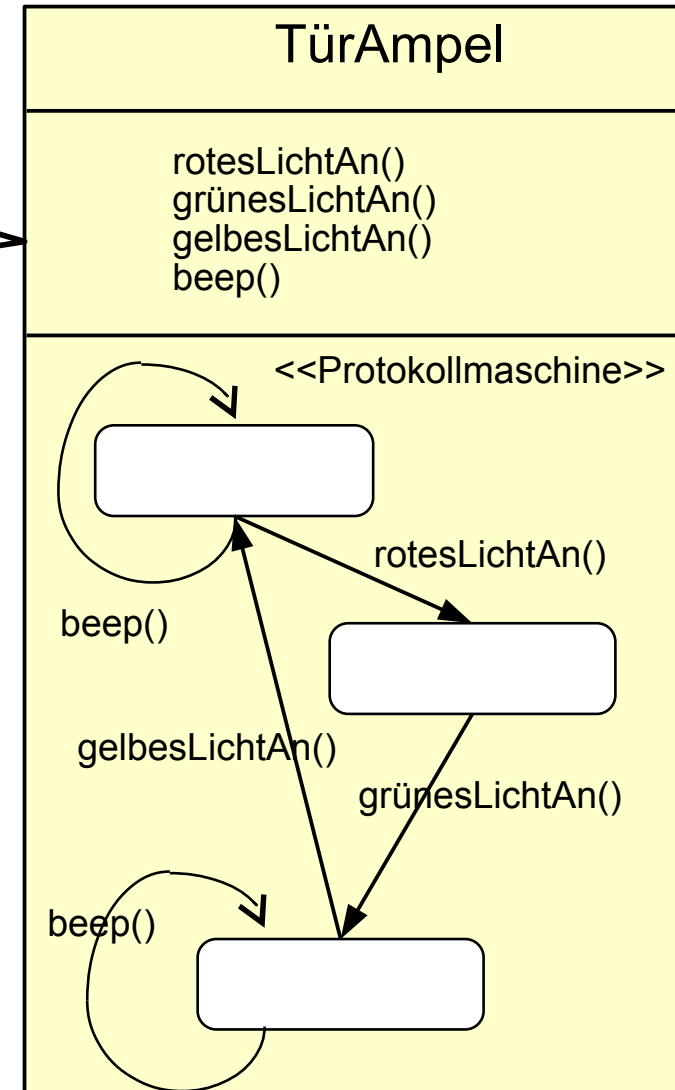 TürAmpel
rotesLichtAn()
grünesLichtAn()
gelbesLichtAn()
beep()
<<Protokollmaschine>>
rotesLichtAn()
beep()
gelbesLichtAn()
grünesLichtAn()
beep()